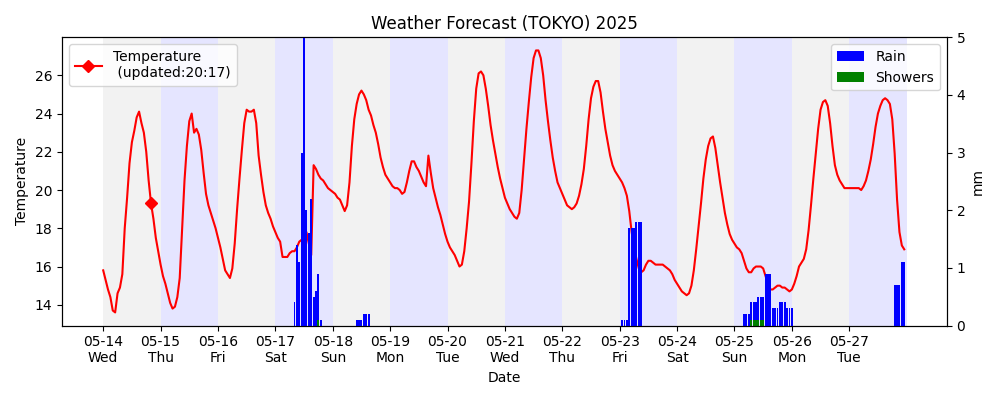 Weather Forecast (TOKYO) 2025
Temperature
(updated:20:17)
Rain
Showers
Temperature
26
24
22
20
18
16
14
5
4
3
2
1
0
mm
05-14 05-15 05-16 05-17 05-18 05-19 05-20 05-21 05-22 05-23 05-24 05-25 05-26 05-27
Wed Thu Fri Sat Sun Mon Tue Wed Thu Fri Sat Sun Mon Tue
Date